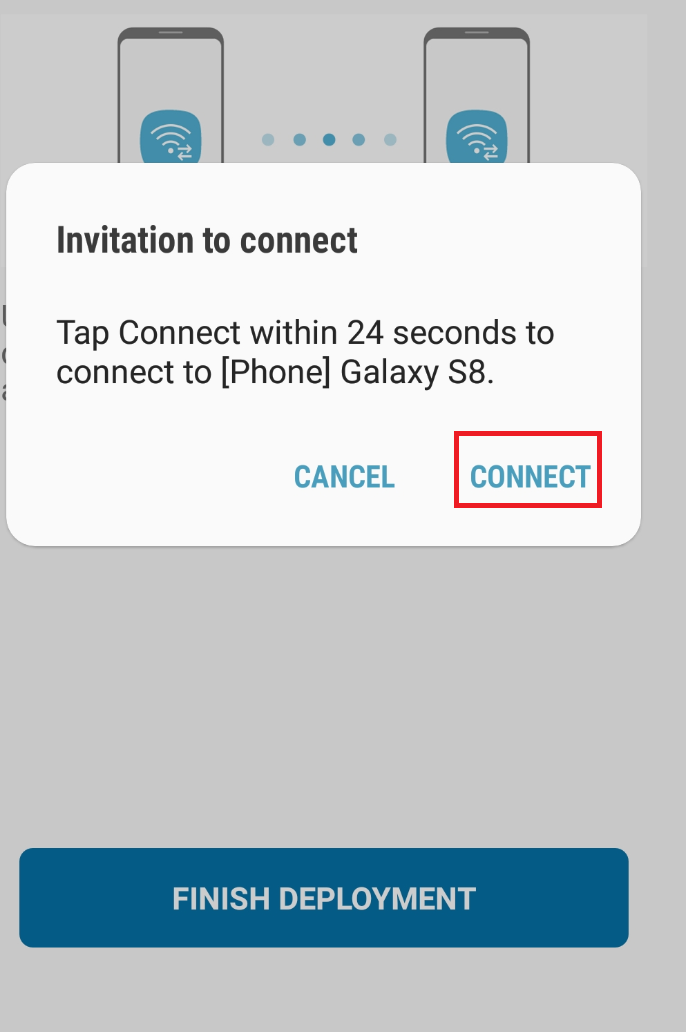 Invitation to connect
Tap Connect within 24 seconds to
connect to [Phone] Galaxy S8.
CANCEL CONNECT
FINISH DEPLOYMENT